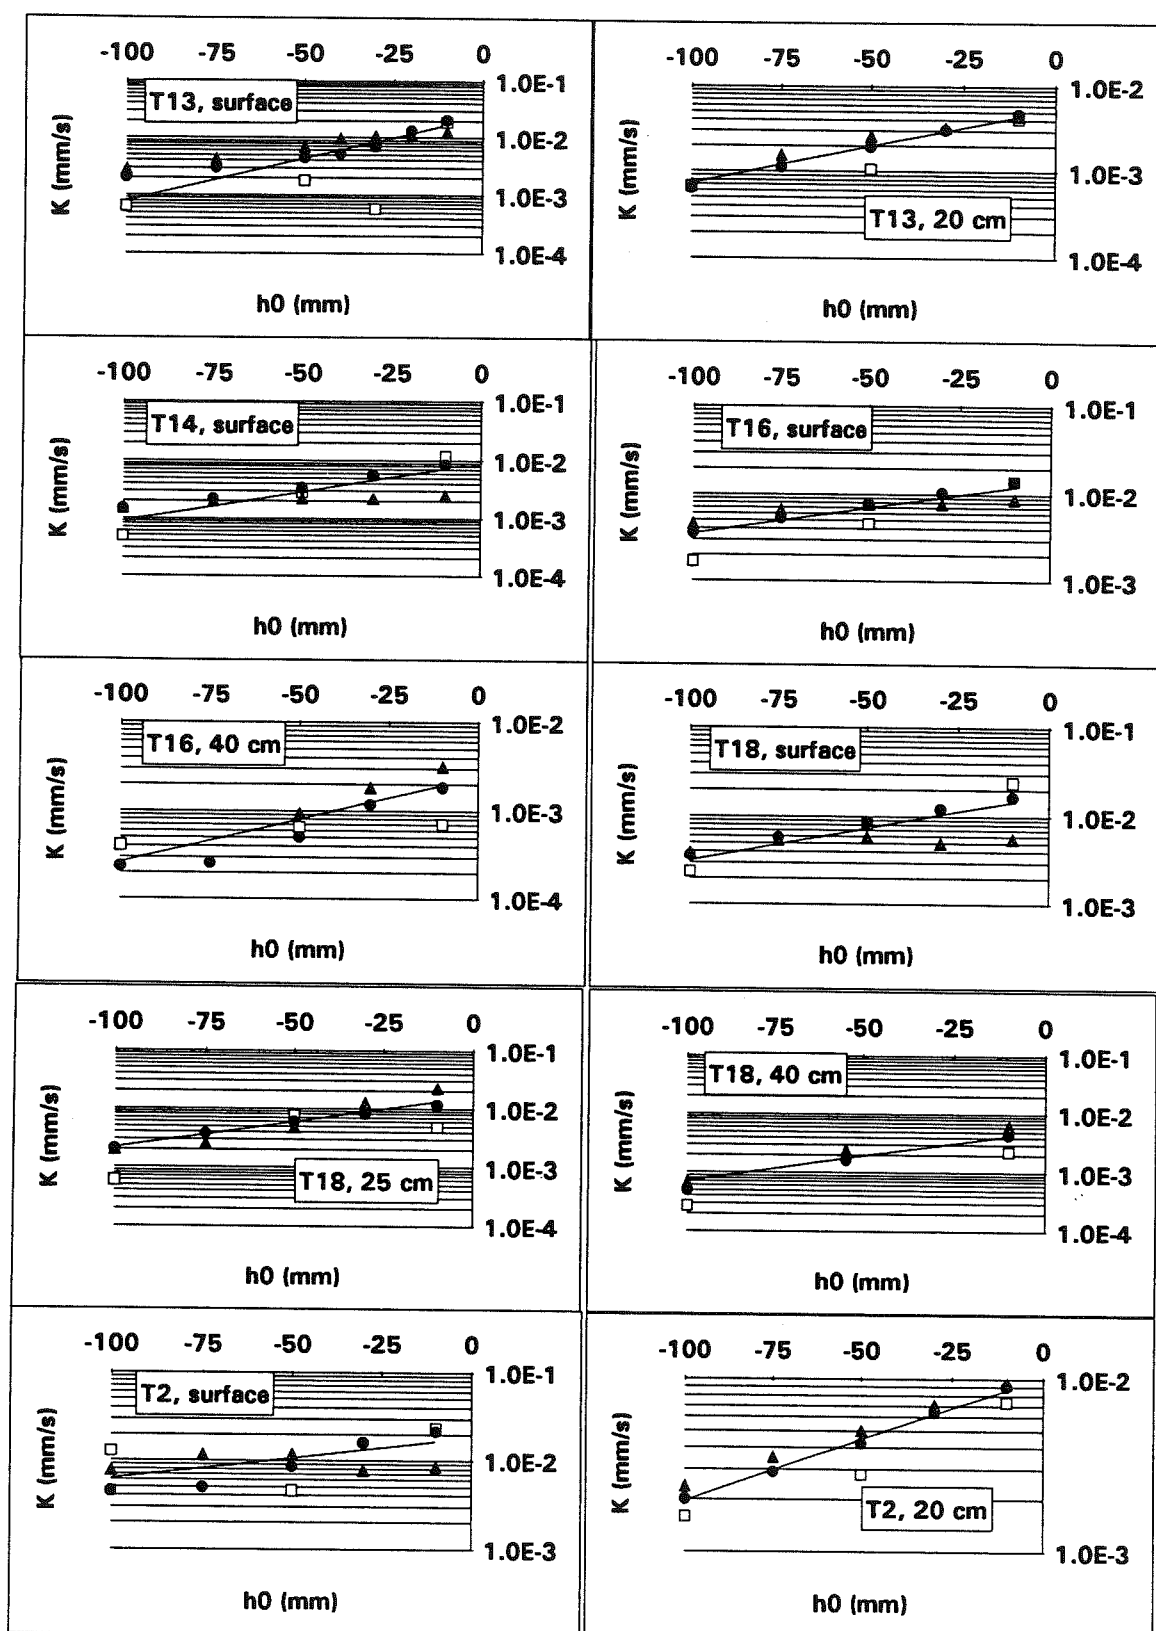 -100 -75 -50 -25 0
T13, surface
1.0E-1
1.0E-2
1.0E-3
1.0E-4
K (mm/s)
h0 (mm)
-100 -75 -50 -25 0
1.0E-2
1.0E-3
1.0E-4
K (mm/s)
T13, 20 cm
h0 (mm)
-100 -75 -50 -25 0
T14, surface
1.0E-1
1.0E-2
1.0E-3
1.0E-4
K (mm/s)
h0 (mm)
-100 -75 -50 -25 0
T16, surface
1.0E-1
1.0E-2
1.0E-3
K (mm/s)
h0 (mm)
-100 -75 -50 -25 0
T16, 40 cm
1.0E-2
1.0E-3
1.0E-4
K (mm/s)
h0 (mm)
-100 -75 -50 -25 0
T18, surface
1.0E-1
1.0E-2
1.0E-3
K (mm/s)
h0 (mm)
-100 -75 -50 -25 0
1.0E-1
1.0E-2
1.0E-3
1.0E-4
K (mm/s)
T18, 25 cm
h0 (mm)
-100 -75 -50 -25 0
T18, 40 cm
1.0E-1
1.0E-2
1.0E-3
1.0E-4
K (mm/s)
h0 (mm)
-100 -75 -50 -25 0
T2, surface
1.0E-1
1.0E-2
1.0E-3
K (mm/s)
h0 (mm)
-100 -75 -50 -25 0
1.0E-2
1.0E-3
K (mm/s)
T2, 20 cm
h0 (mm)